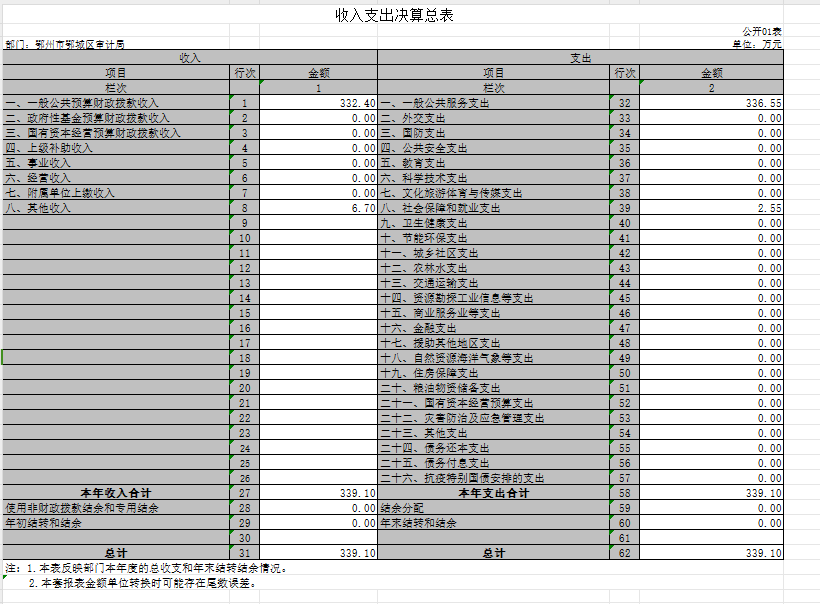 收入支出决算总表
公开01表
部门：鄂州市鄂城区审计局 单位：万元
收入 支出
项目 行次 金额 项目 行次 金额
栏次 1 栏次 2
一、一般公共预算财政拨款收入 1 332.40 一、一般公共服务支出 32 336.55
二、政府性基金预算财政拨款收入 2 0.00 二、外交支出 33 0.00
三、国有资本经营预算财政拨款收入 3 0.00 三、国防支出 34 0.00
四、上级补助收入 4 0.00 四、公共安全支出 35 0.00
五、事业收入 5 0.00 五、教育支出 36 0.00
六、经营收入 6 0.00 六、科学技术支出 37 0.00
七、附属单位上缴收入 7 0.00 七、文化旅游体育与传媒支出 38 0.00
八、其他收入 8 6.70 八、社会保障和就业支出 39 2.55
9 九、卫生健康支出 40 0.00
10 十、节能环保支出 41 0.00
11 十一、城乡社区支出 42 0.00
12 十二、农林水支出 43 0.00
13 十三、交通运输支出 44 0.00
14 十四、资源勘探工业信息等支出 45 0.00
15 十五、商业服务业等支出 46 0.00
16 十六、金融支出 47 0.00
17 十七、援助其他地区支出 48 0.00
18 十八、自然资源海洋气象等支出 49 0.00
19 十九、住房保障支出 50 0.00
20 二十、粮油物资储备支出 51 0.00
21 二十一、国有资本经营预算支出 52 0.00
22 二十二、灾害防治及应急管理支出 53 0.00
23 二十三、其他支出 54 0.00
24 二十四、债务还本支出 55 0.00
25 二十五、债务付息支出 56 0.00
26 二十六、抗疫特别国债安排的支出 57 0.00
本年收入合计 27 339.10 本年支出合计 58 339.10
使用非财政拨款结余和专用结余 28 0.00 结余分配 59 0.00
年初结转和结余 29 0.00 年末结转和结余 60 0.00
30 61
总计 31 339.10 总计 62 339.10
注：1.本表反映部门本年度的总收支和年末结转结余情况。
2.本套报表金额单位转换时可能存在尾数误差。